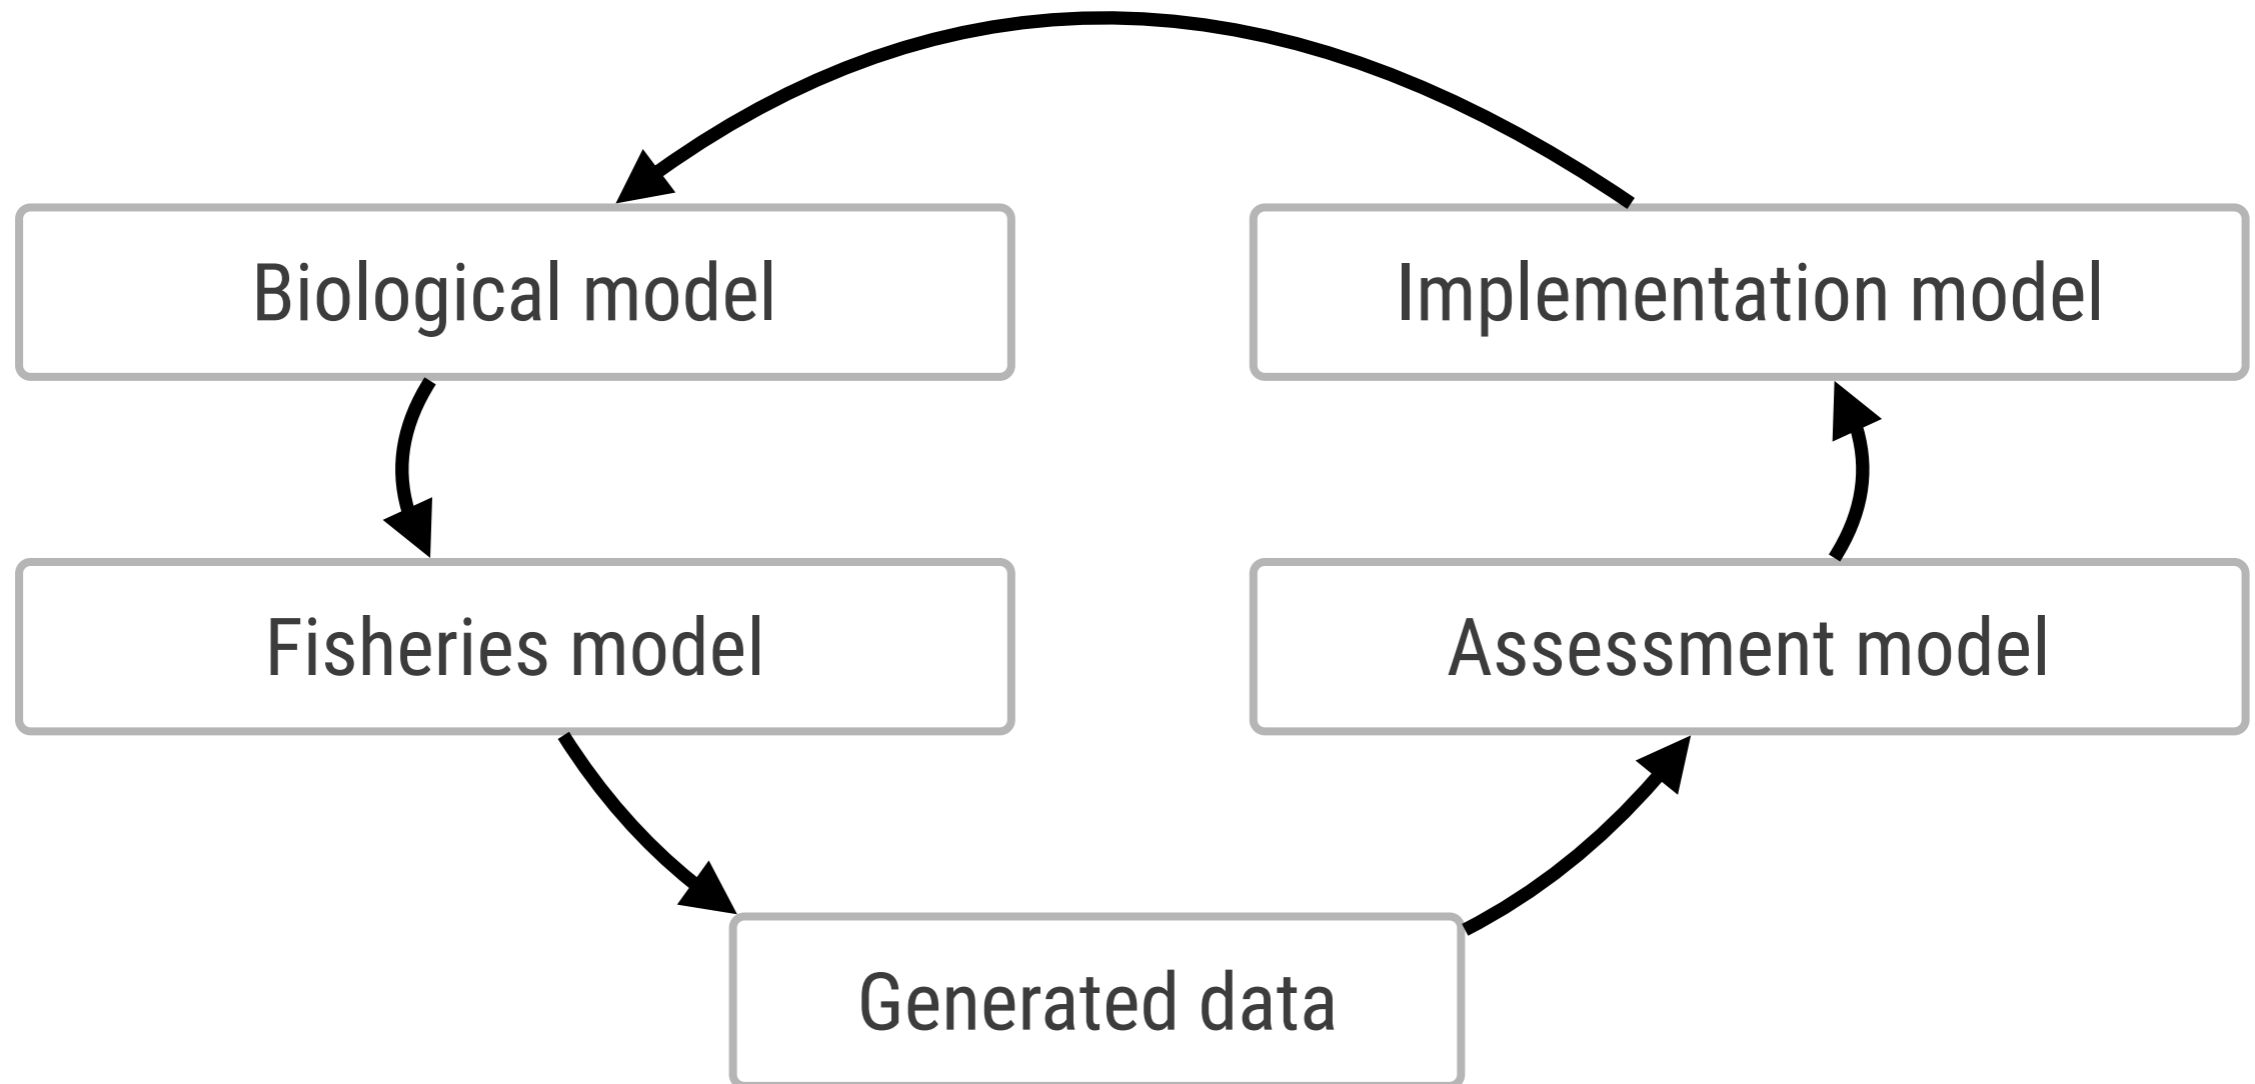 Biological model
Implementation model
Fisheries model
Assessment model
Generated data